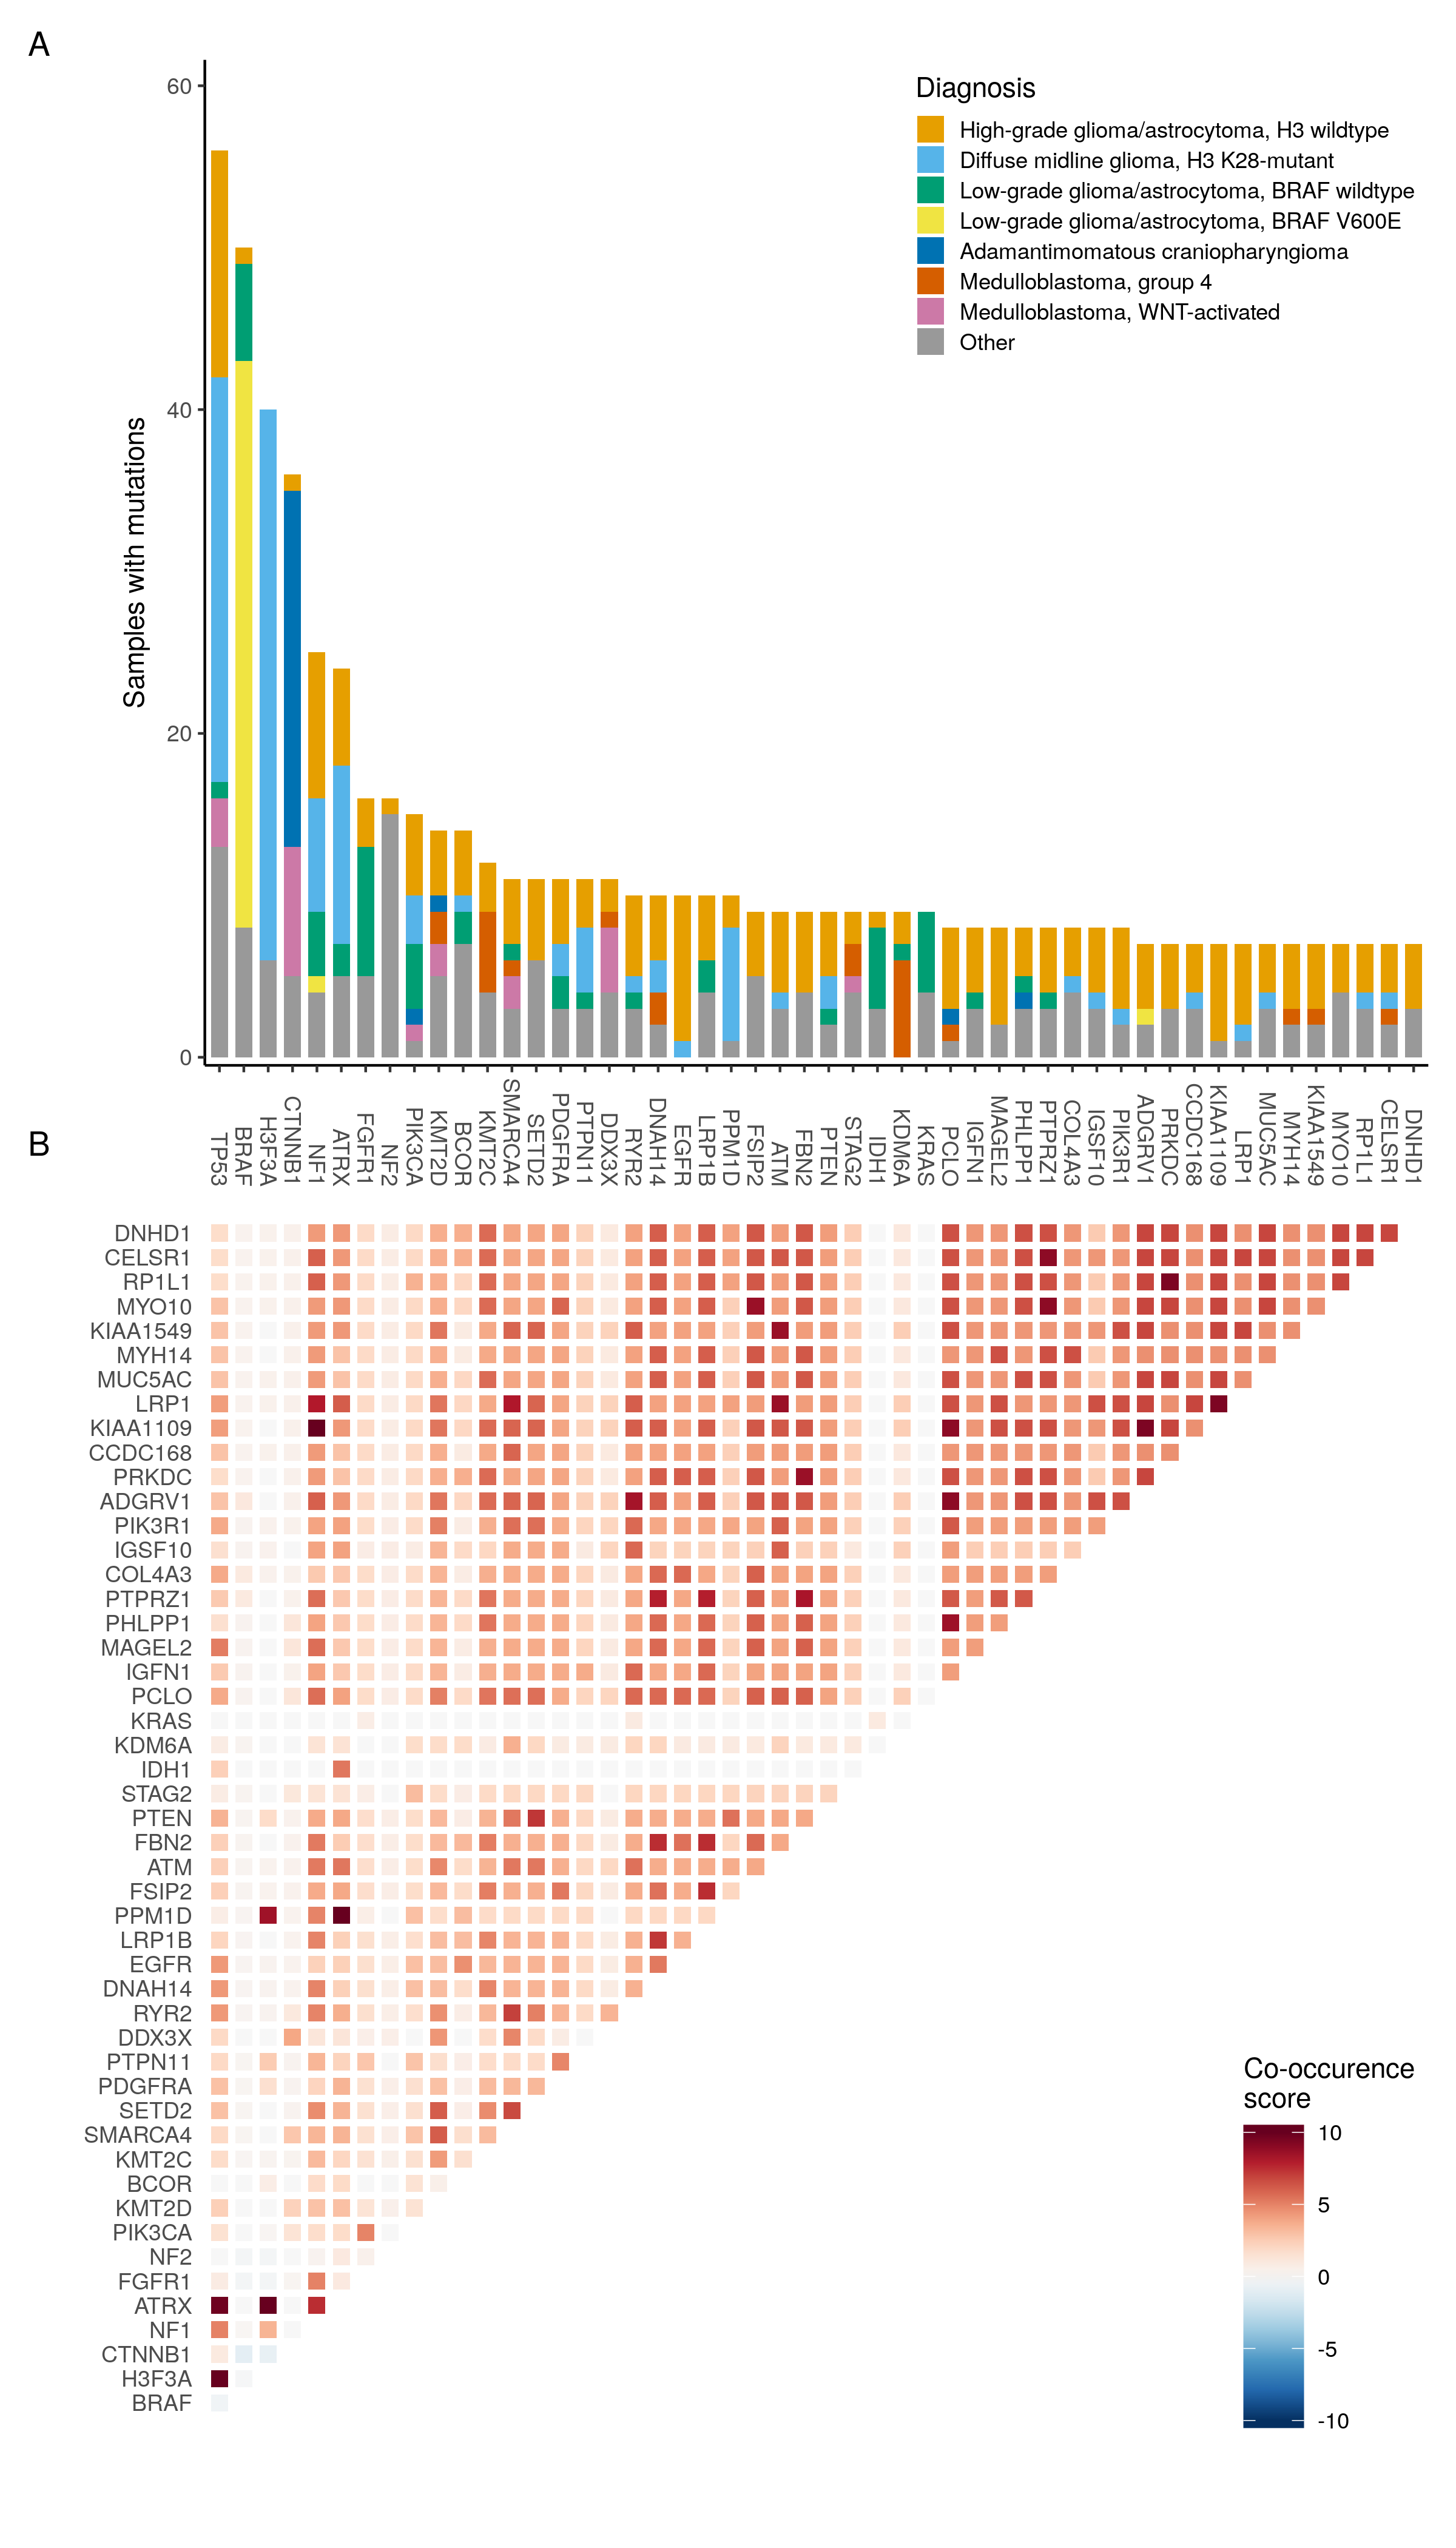 A
60
40
20
0
Samples with mutations
Diagnosis
High-grade glioma/astrocytoma, H3 wildtype
Diffuse midline glioma, H3 K28-mutant
Low-grade glioma/astrocytoma, BRAF wildtype
Low-grade glioma/astrocytoma, BRAF V600E
Adamantimomatous craniopharyngioma
Medulloblastoma, group 4
Medulloblastoma, WNT-activated
Other
TP53
BRAF
H3F3A
CTNNB1
NF1
ATRX
FGFR1
NF2
PIK3CA
KMT2D
BCOR
KMT2C
SMARCA4
SETD2
PDGFRA
PTPN11
DDX3X
RYR2
DNAH14
EGFR
LRP1B
PPM1D
FSIP2
ATM
FBN2
PTEN
STAG2
IDH1
KDM6A
KRAS
PCLO
IGFN1
MAGEL2
PHLPP1
PTPRZ1
COL4A3
IGSF10
PIK3R1
ADGRV1
PRKDC
CCDC168
KIAA1109
LRP1
MUC5AC
MYH14
KIAA1549
MYO10
RP1L1
CELSR1
DNHD1
B
DNHD1
CELSR1
RP1L1
MYO10
KIAA1549
MYH14
MUC5AC
LRP1
KIAA1109
CCDC168
PRKDC
ADGRV1
PIK3R1
IGSF10
COL4A3
PTPRZ1
PHLPP1
MAGEL2
IGFN1
PCLO
KRAS
KDM6A
IDH1
STAG2
PTEN
FBN2
ATM
FSIP2
PPM1D
LRP1B
EGFR
DNAH14
RYR2
DDX3X
PTPN11
PDGFRA
SETD2
SMARCA4
KMT2C
BCOR
KMT2D
PIK3CA
NF2
FGFR1
ATRX
NF1
CTNNB1
H3F3A
BRAF
Co-occurence
score
10
5
0
-5
-10